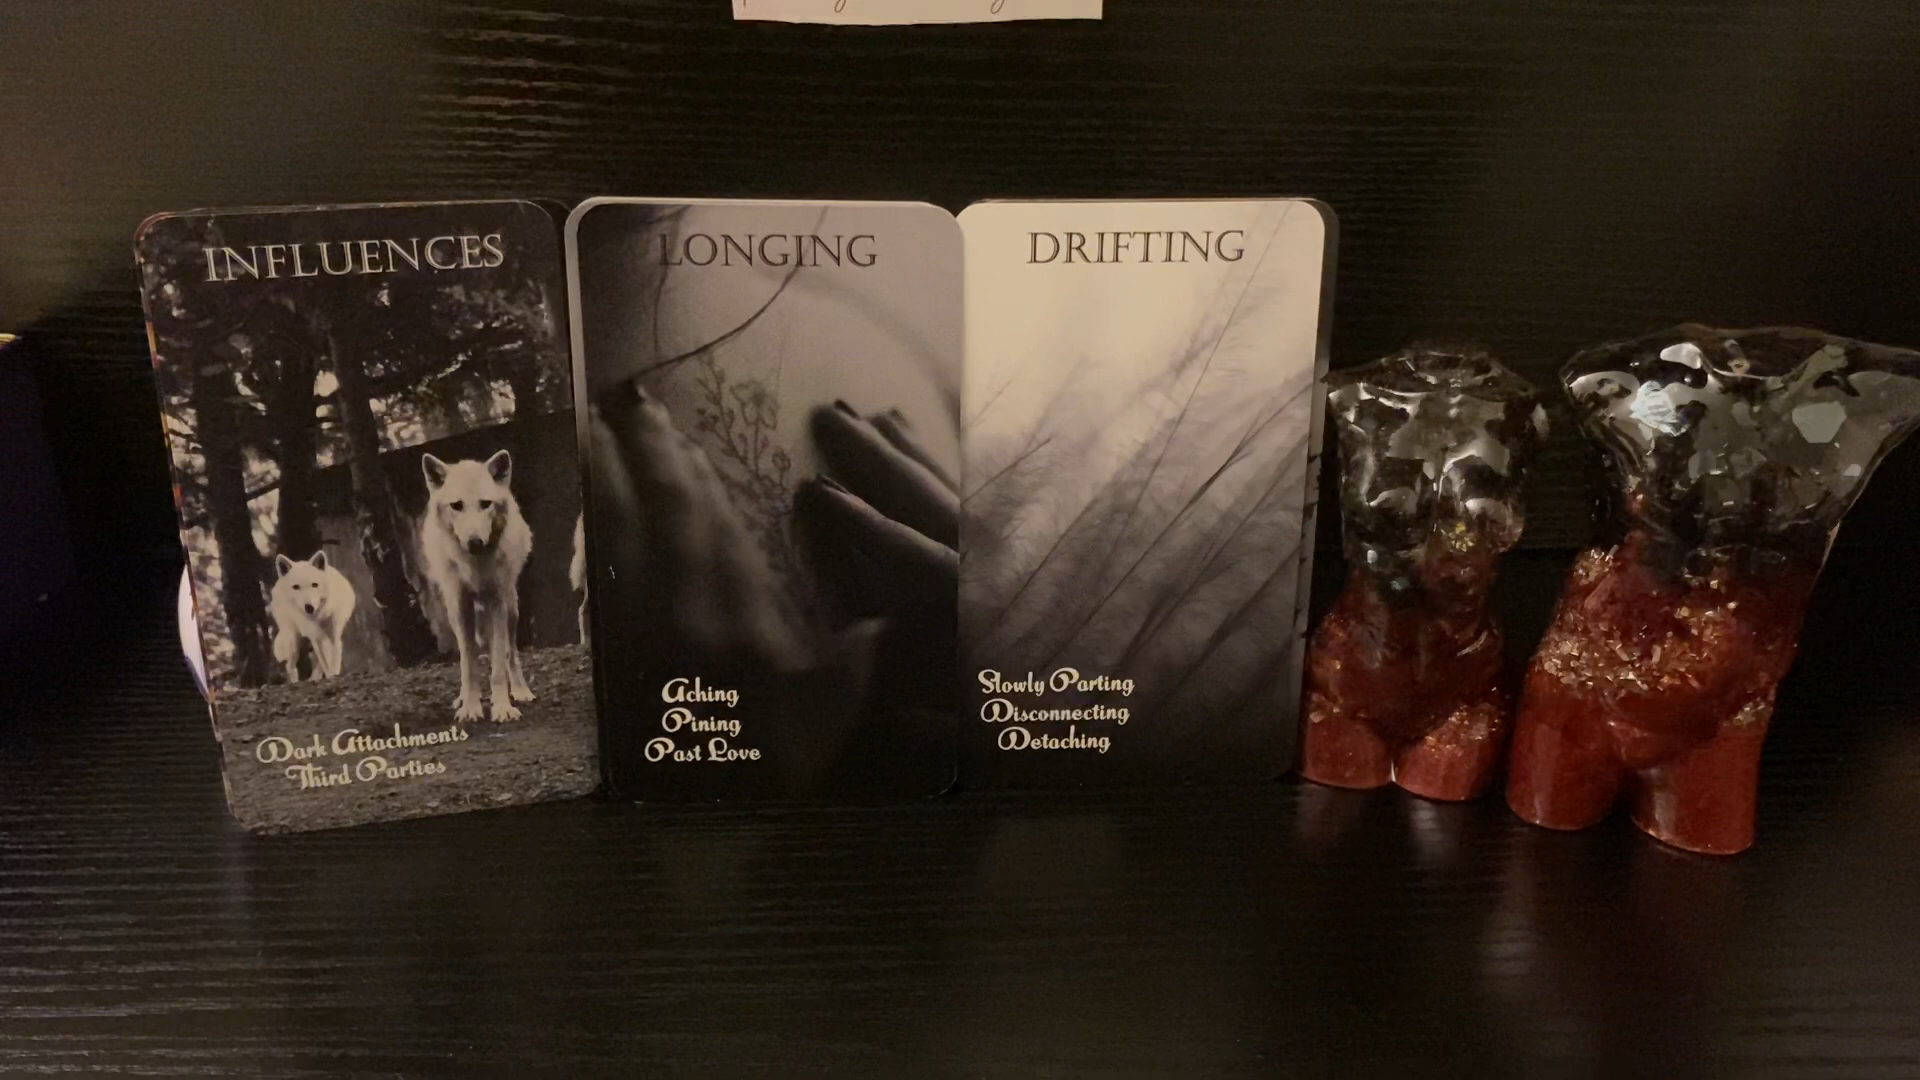 INFLUENCES
Dark Attachments
Third Parties
LONGING
Aching
Pining
Past Love
DRIFTING
Slowly Parting
Disconnecting
Detaching